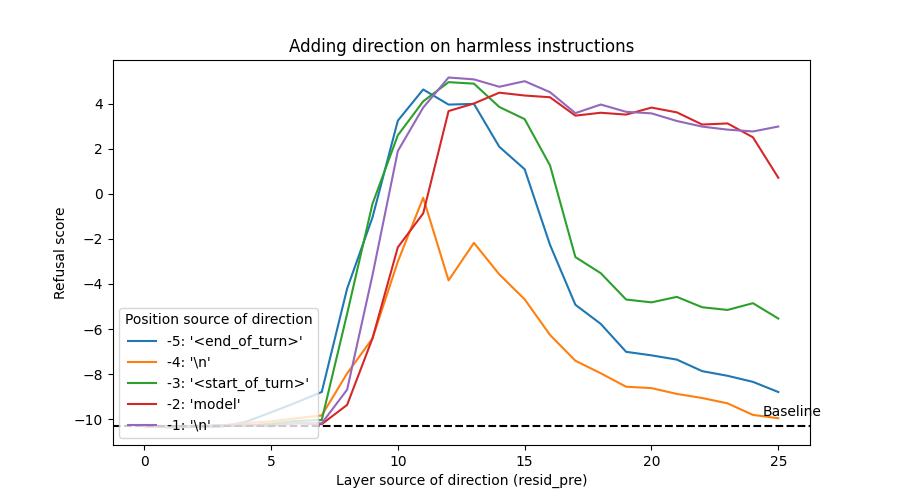 Adding direction on harmless instructions
Refusal score
4
2
0
−2
−4
−6
−8
−10
Position source of direction
-5: '<end_of_turn>'
-4: '\n'
-3: '<start_of_turn>'
-2: 'model'
-1: '\n'
Baseline
0 5 10 15 20 25
Layer source of direction (resid_pre)